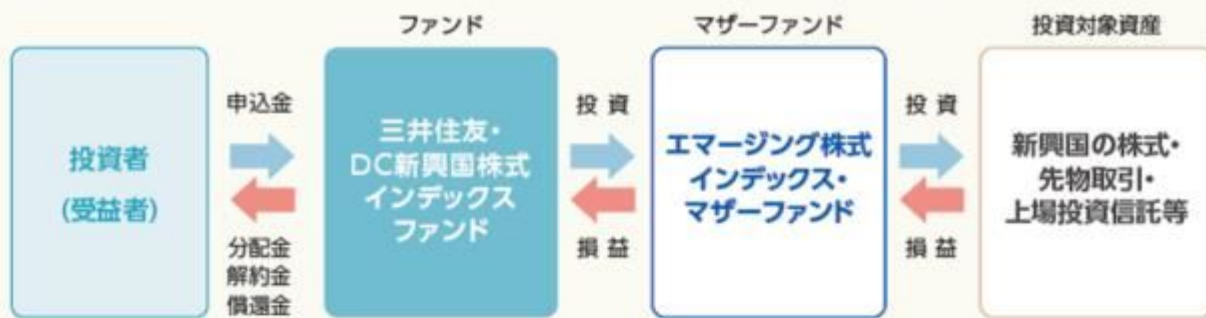 ファンド
マザーファンド
投資対象資産
投資者
(受益者)
申込金
分配金
解約金
償還金
三井住友・
DC新興国株式
インデックス
ファンド
投資
損益
エマージング株式
インデックス・
マザーファンド
投資
損益
新興国の株式・
先物取引・
上場投資信託等